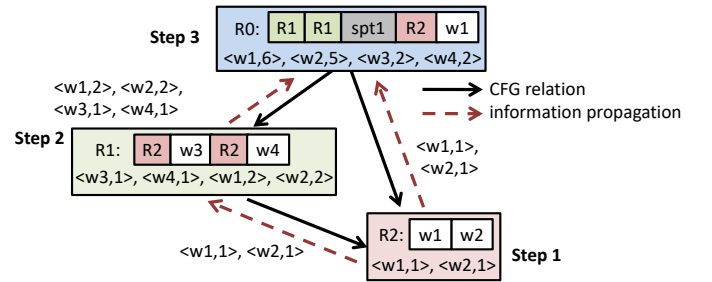 Step 3
R0: R1 R1 spt1 R2 w1
<w1,6>, <w2,5>, <w3,2>, <w4,2>
<w1,2>, <w2,2>,
<w3,1>, <w4,1>
CFG relation
information propagation
Step 2
R1: R2 w3 R2 w4
<w3,1>, <w4,1>, <w1,2>, <w2,2>
<w1,1>,
<w2,1>
<w1,1>, <w2,1>
R2: w1 w2
<w1,1>, <w2,1>
Step 1